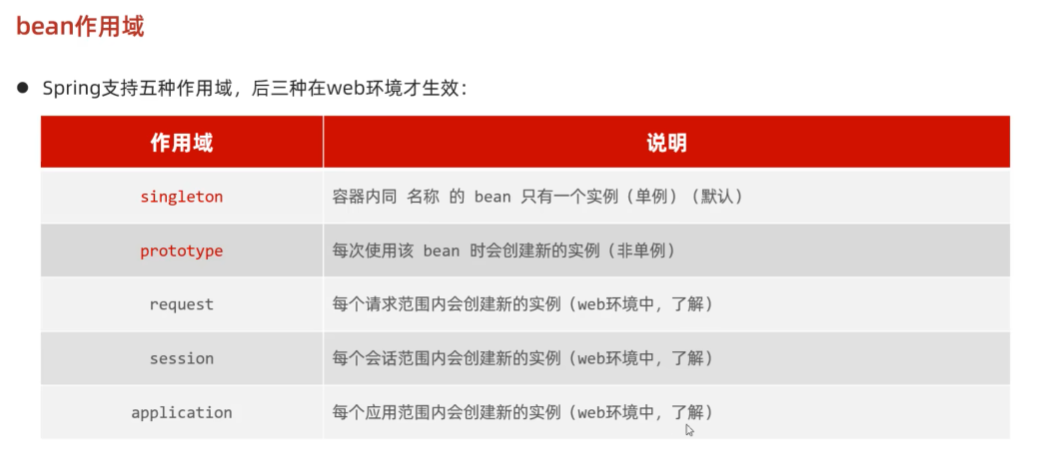 bean作用域
● Spring支持五种作用域，后三种在web环境才生效：
作用域 说明
singleton 容器内同 名称 的 bean 只有一个实例（单例）（默认）
prototype 每次使用该 bean 时会创建新的实例（非单例）
request 每个请求范围内会创建新的实例（web环境中，了解）
session 每个会话范围内会创建新的实例（web环境中，了解）
application 每个应用范围内会创建新的实例（web环境中，了解）